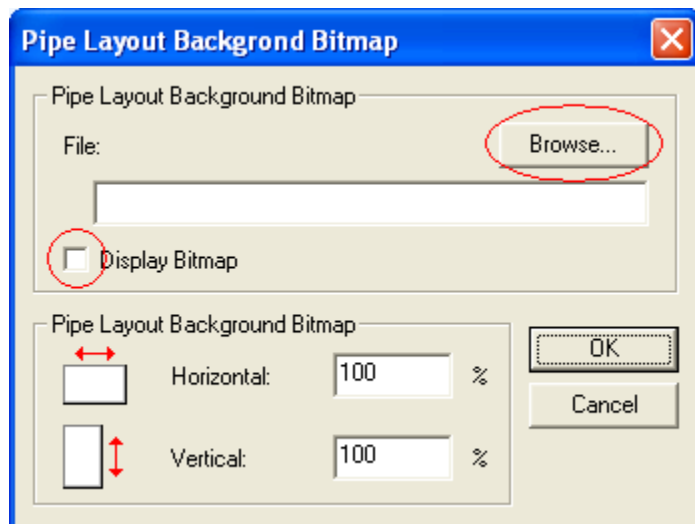 Pipe Layout Backgrond Bitmap
Pipe Layout Background Bitmap
File:
Browse...
Display Bitmap
Pipe Layout Background Bitmap
Horizontal: 100 %
OK
Cancel
Vertical: 100 %